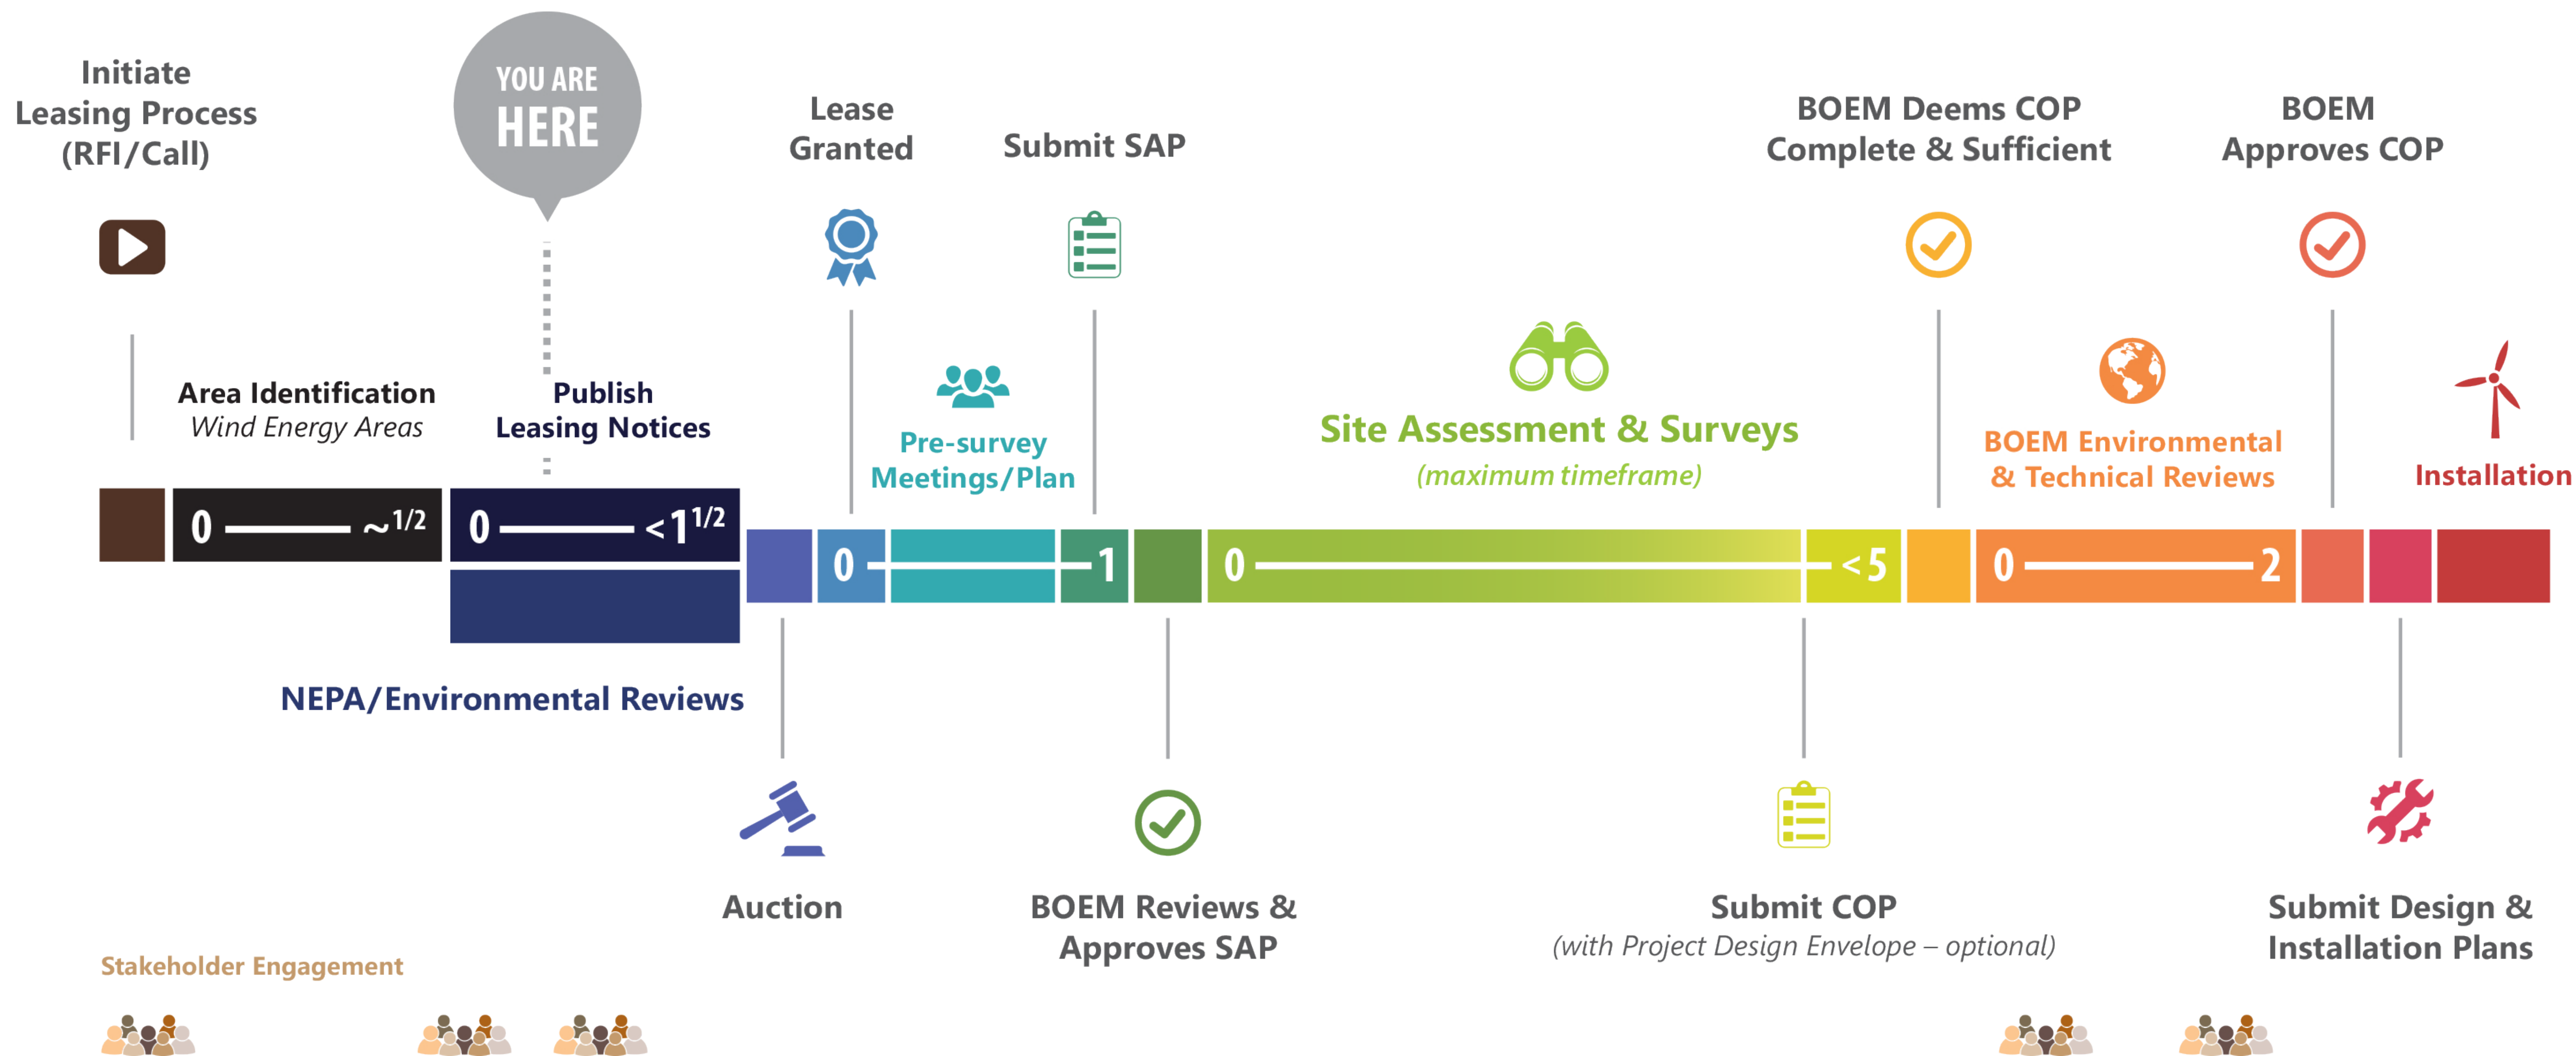 Initiate
Leasing Process
(RFI/Call)
YOU ARE
HERE
Lease
Granted
Submit SAP
BOEM Deems COP
Complete & Sufficient
BOEM
Approves COP
Area Identification
Wind Energy Areas
Publish
Leasing Notices
Pre-survey
Meetings/Plan
Site Assessment & Surveys
(maximum timeframe)
BOEM Environmental
& Technical Reviews
Installation
0 ~1/2
0 <1 1/2
0 1
0 <5
0 2
NEPA/Environmental Reviews
Auction
BOEM Reviews &
Approves SAP
Submit COP
(with Project Design Envelope – optional)
Submit Design &
Installation Plans
Stakeholder Engagement